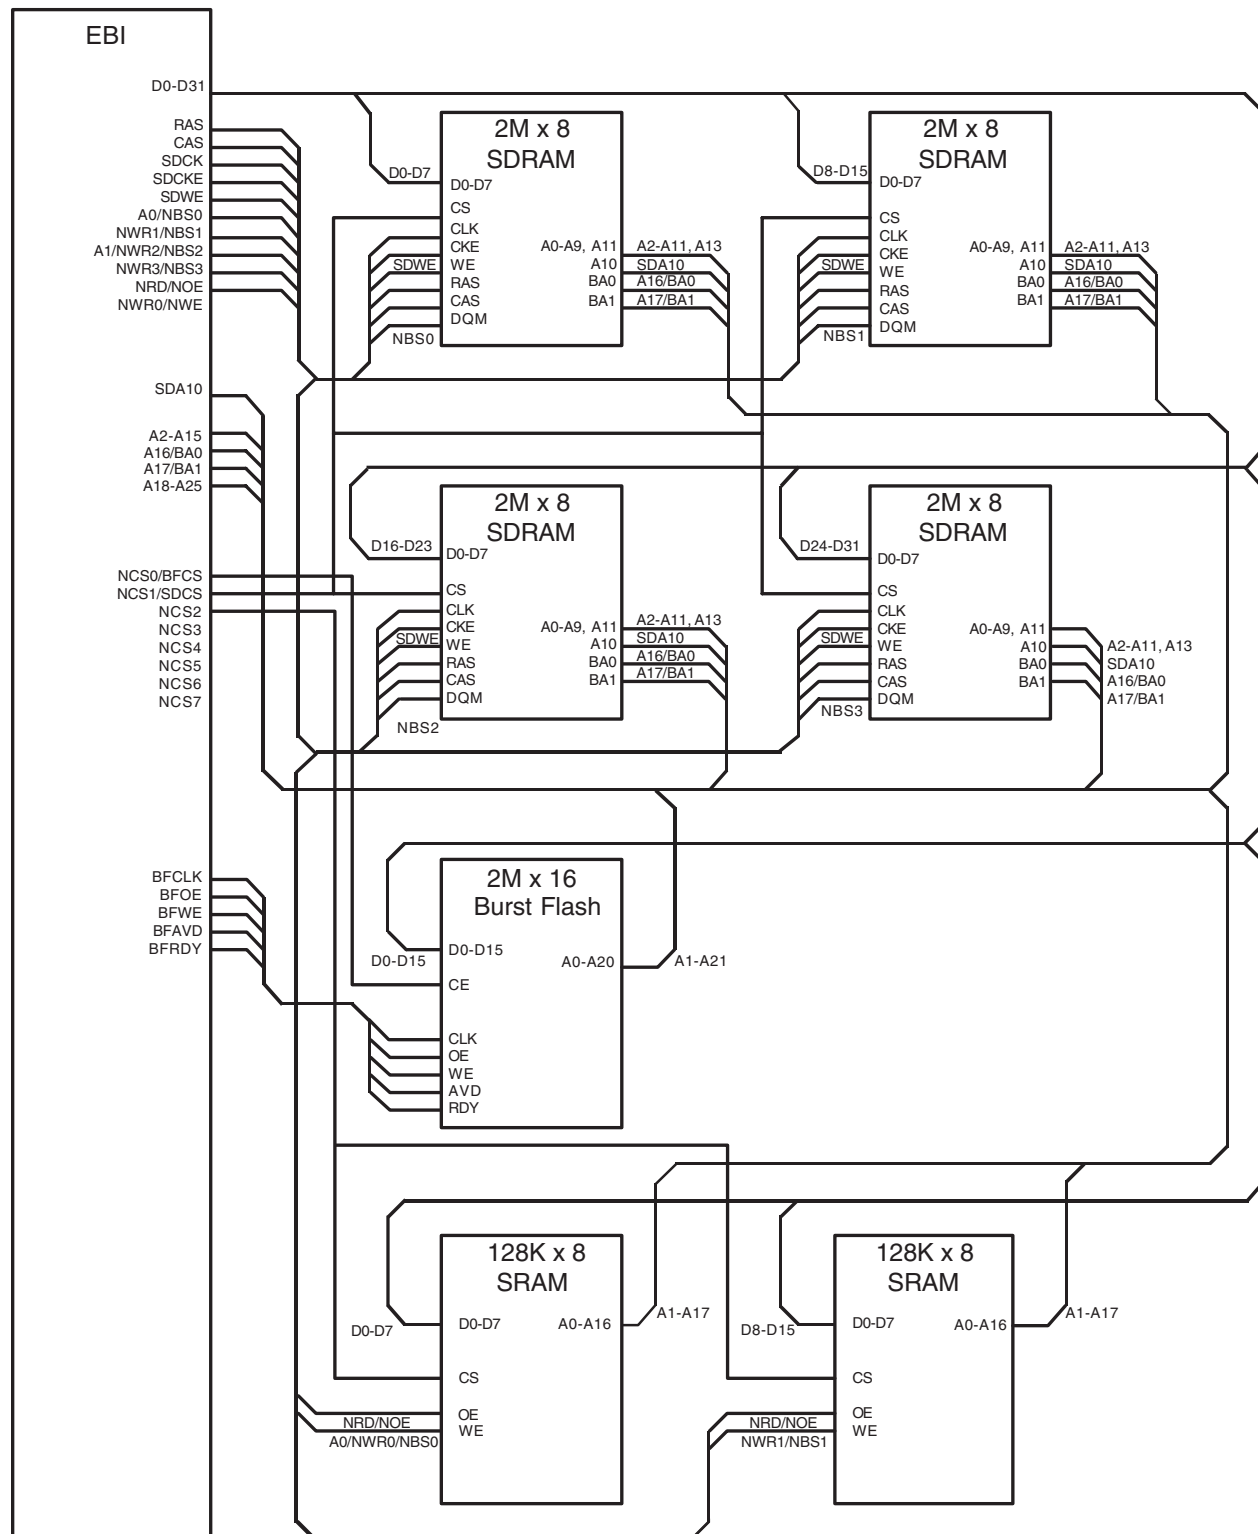 EBI
D0-D31
RAS
CAS
SDCK
SDCKE
SDWE
A0/NBS0
NWR1/NBS1
A1/NWR2/NBS2
NWR3/NBS3
NRD/NOE
NWR0/NWE
SDA10
A2-A15
A16/BA0
A17/BA1
A18-A25
NCS0/BFCS
NCS1/SDCS
NCS2
NCS3
NCS4
NCS5
NCS6
NCS7
BFCLK
BFOE
BFWE
BFAVD
BFRDY
2M x 8
SDRAM
D0-D7
D0-D7
CS
CLK
CKE
SDWE
WE
RAS
CAS
DQM
NBS0
A0-A9, A11
A10
BA0
BA1
A2-A11, A13
SDA10
A16/BA0
A17/BA1
2M x 8
SDRAM
D8-D15
D0-D7
CS
CLK
CKE
SDWE
WE
RAS
CAS
DQM
NBS1
A0-A9, A11
A10
BA0
BA1
A2-A11, A13
SDA10
A16/BA0
A17/BA1
2M x 8
SDRAM
D16-D23
D0-D7
CS
CLK
CKE
SDWE
WE
RAS
CAS
DQM
NBS2
A0-A9, A11
A10
BA0
BA1
A2-A11, A13
SDA10
A16/BA0
A17/BA1
2M x 8
SDRAM
D24-D31
D0-D7
CS
CLK
CKE
SDWE
WE
RAS
CAS
DQM
NBS3
A0-A9, A11
A10
BA0
BA1
A2-A11, A13
SDA10
A16/BA0
A17/BA1
2M x 16
Burst Flash
D0-D15
D0-D15
A0-A20
A1-A21
CE
CLK
OE
WE
AVD
RDY
128K x 8
SRAM
D0-D7
D0-D7
A0-A16
A1-A17
CS
OE
NRD/NOE
WE
A0/NWR0/NBS0
128K x 8
SRAM
D8-D15
D0-D7
A0-A16
A1-A17
CS
OE
NRD/NOE
WE
NWR1/NBS1